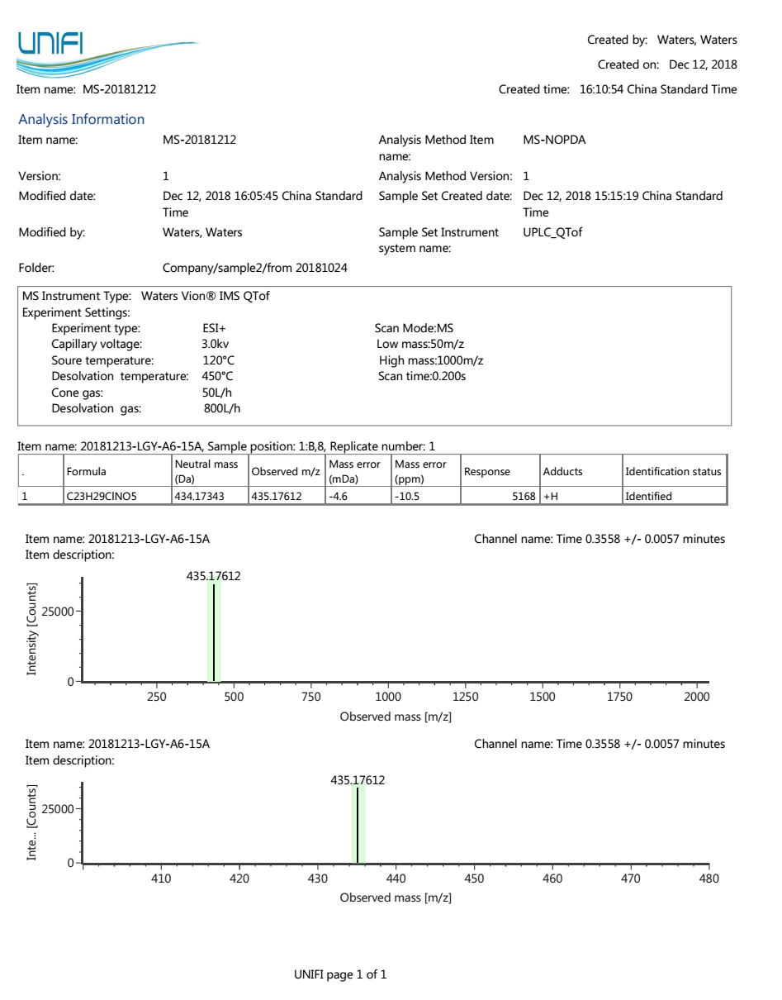 UNIFI
Created by: Waters, Waters
Created on: Dec 12, 2018
Item name: MS-20181212
Created time: 16:10:54 China Standard Time
Analysis Information
Item name: MS-20181212 Analysis Method Item name: MS-NOPDA
Version: 1 Analysis Method Version: 1
Modified date: Dec 12, 2018 16:05:45 China Standard Time Sample Set Created date: Dec 12, 2018 15:15:19 China Standard Time
Modified by: Waters, Waters Sample Set Instrument system name: UPLC_QTof
Folder: Company/sample2/from 20181024
MS Instrument Type: Waters Vion® IMS QTof
Experiment Settings:
Experiment type: ESI+ Scan Mode:MS
Capillary voltage: 3.0kv Low mass:50m/z
Soure temperature: 120°C High mass:1000m/z
Desolvation temperature: 450°C Scan time:0.200s
Cone gas: 50L/h
Desolvation gas: 800L/h
Item name: 20181213-LGY-A6-15A, Sample position: 1:B,8, Replicate number: 1
. Formula Neutral mass (Da) Observed m/z Mass error (mDa) Mass error (ppm) Response Adducts Identification status
1 C23H29ClNO5 434.17343 435.17612 -4.6 -10.5 5168 +H Identified
Item name: 20181213-LGY-A6-15A Channel name: Time 0.3558 +/- 0.0057 minutes
Item description:
435.17612
Intensity [Counts]
25000
0
250 500 750 1000 1250 1500 1750 2000
Observed mass [m/z]
Item name: 20181213-LGY-A6-15A Channel name: Time 0.3558 +/- 0.0057 minutes
Item description:
435.17612
Inte... [Counts]
25000
0
410 420 430 440 450 460 470 480
Observed mass [m/z]
UNIFI page 1 of 1